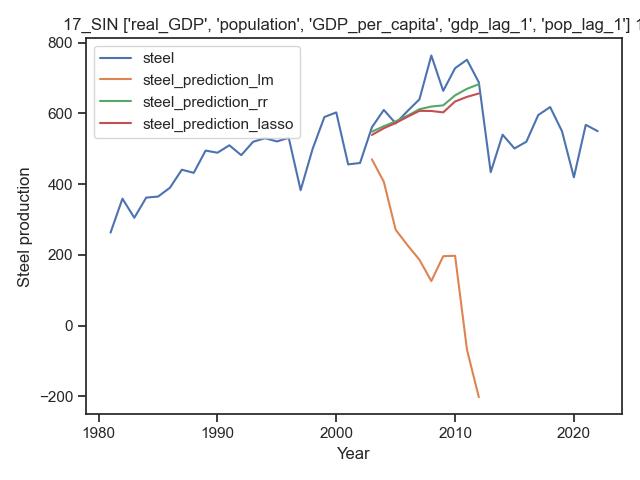 17_SIN ['real_GDP', 'population', 'GDP_per_capita', 'gdp_lag_1', 'pop_lag_1'] 1
800
600
400
200
0
−200
steel
steel_prediction_lm
steel_prediction_rr
steel_prediction_lasso
Steel production
1980
1990
2000
2010
2020
Year